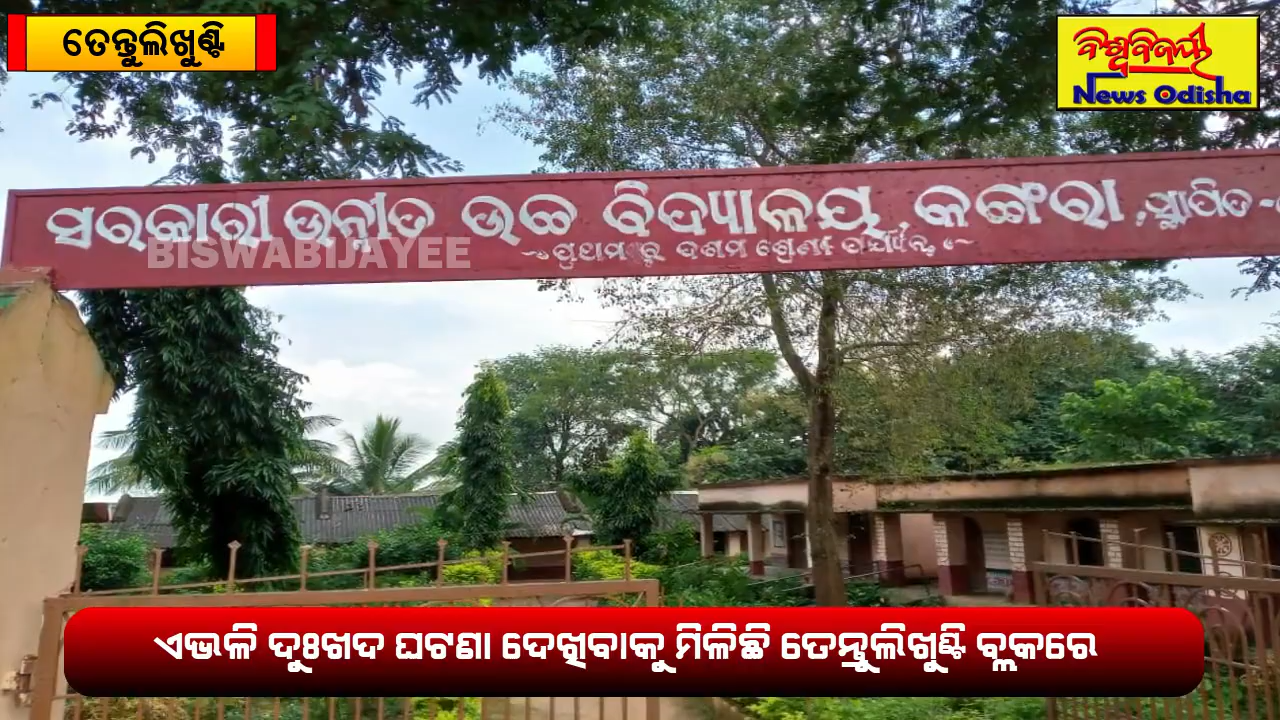 ତେନ୍ତୁଲିଖୁଣ୍ଟି
ବିଶ୍ୱବିଜୟୀ
News Odisha
ସରକାରୀ ଉନ୍ନୀତ ଉଚ୍ଚ ବିଦ୍ୟାଳୟ, କଙ୍ଗରା, ସ୍ଥାପିତ-
ପ୍ରଥମରୁ ଦଶମ ଶ୍ରେଣୀ ପର୍ଯ୍ୟନ୍ତ
BISWABIJAYEE
ଏଭଳି ଦୁଃଖଦ ଘଟଣା ଦେଖିବାକୁ ମିଳିଛି ତେନ୍ତୁଲିଖୁଣ୍ଟି ବ୍ଲକରେ